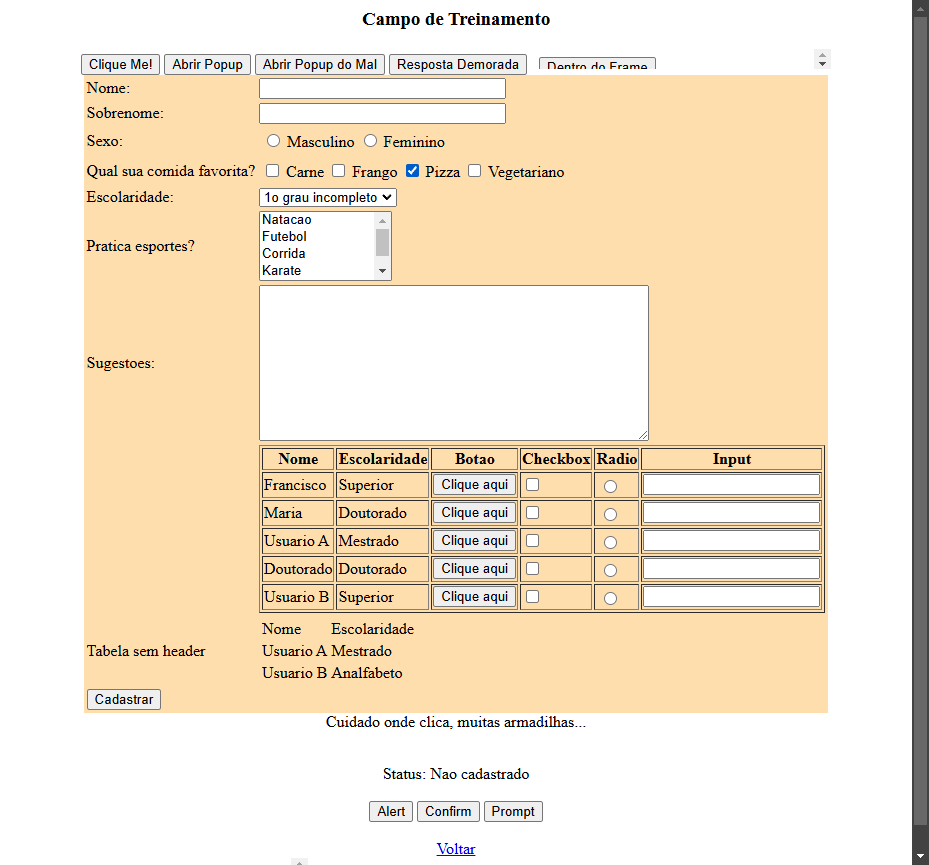 Campo de Treinamento
Clique Me! Abrir Popup Abrir Popup do Mal Resposta Demorada Dentro do Frame
Nome:
Sobrenome:
Sexo: Masculino Feminino
Qual sua comida favorita? Carne Frango Pizza Vegetariano
Escolaridade: 1o grau incompleto
Natacao
Futebol
Pratica esportes?
Corrida
Karate
Sugestoes:
Nome Escolaridade Botao Checkbox Radio Input
Francisco Superior Clique aqui
Maria Doutorado Clique aqui
Usuario A Mestrado Clique aqui
Doutorado Doutorado Clique aqui
Usuario B Superior Clique aqui
Nome Escolaridade
Tabela sem header Usuario A Mestrado
Usuario B Analfabeto
Cadastrar
Cuidado onde clica, muitas armadilhas...
Status: Nao cadastrado
Alert Confirm Prompt
Voltar